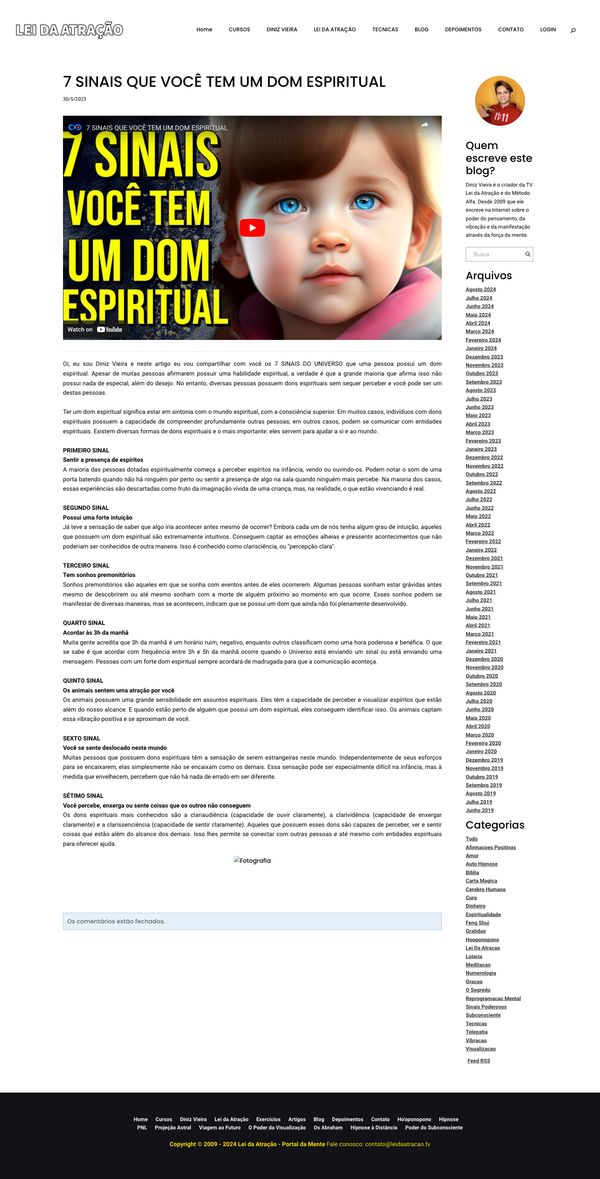 LEI DA ATRAÇÃO
Home CURSOS DINIZ VIEIRA LEI DA ATRAÇÃO TECNICAS BLOG DEPOIMENTOS CONTATO LOGIN
7 SINAIS QUE VOCÊ TEM UM DOM ESPIRITUAL
30/5/2023
7 SINAIS QUE VOCÊ TEM UM DOM ESPIRITUAL
7 SINAIS
VOCÊ TEM
UM DOM
ESPIRITUAL
Watch on YouTube
Oi, eu sou Diniz Vieira e neste artigo eu vou compartilhar com você os 7 SINAIS DO UNIVERSO que uma pessoa possui um dom
espiritual. Apesar de muitas pessoas afirmarem possuir uma habilidade espiritual, a verdade é que a grande maioria que afirma isso não
possui nada de especial, além do desejo. No entanto, diversas pessoas possuem dons espirituais sem sequer perceber e você pode ser um
destas pessoas.
Ter um dom espiritual significa estar em sintonia com o mundo espiritual, com a consciência superior. Em muitos casos, indivíduos com dons
espirituais possuem a capacidade de compreender profundamente outras pessoas; em outros casos, podem se comunicar com entidades
espirituais. Existem diversas formas de dons espirituais e o mais importante: eles servem para ajudar a si e ao mundo.
PRIMEIRO SINAL
Sentir a presença de espíritos
A maioria das pessoas dotadas espiritualmente começa a perceber espíritos na infância, vendo ou ouvindo-os. Podem notar o som de uma
porta batendo quando não há ninguém por perto ou sentir a presença de algo na sala quando ninguém mais percebe. Na maioria dos casos,
essas experiências são descartadas como fruto da imaginação vívida de uma criança, mas, na realidade, o que estão vivenciando é real.
SEGUNDO SINAL
Possui uma forte intuição
Já teve a sensação de saber que algo iria acontecer antes mesmo de ocorrer? Embora cada um de nós tenha algum grau de intuição, aqueles
que possuem um dom espiritual são extremamente intuitivos. Conseguem captar as emoções alheias e pressentir acontecimentos que não
poderiam ser conhecidos de outra maneira. Isso é conhecido como clarisciência, ou "percepção clara".
TERCEIRO SINAL
Tem sonhos premonitórios
Sonhos premonitórios são aqueles em que se sonha com eventos antes de eles ocorrerem. Algumas pessoas sonham estar grávidas antes
mesmo de descobrirem ou até mesmo sonham com a morte de alguém próximo ao momento em que ocorre. Esses sonhos podem se
manifestar de diversas maneiras, mas se acontecem, indicam que se possui um dom que ainda não foi plenamente desenvolvido.
QUARTO SINAL
Acordar às 3h da manhã
Muita gente acredita que 3h da manhã é um horário ruim, negativo, enquanto outros classificam como uma hora poderosa e benéfica. O que
se sabe é que acordar com frequência entre 3h e 5h da manhã ocorre quando o Universo está enviando um sinal ou está enviando uma
mensagem. Pessoas com um forte dom espiritual sempre acordará de madrugada para que a comunicação aconteça.
QUINTO SINAL
Os animais sentem uma atração por você
Os animais possuem uma grande sensibilidade em assuntos espirituais. Eles têm a capacidade de perceber e visualizar espíritos que estão
além do nosso alcance. E quando estão perto de alguém que possui um dom espiritual, eles conseguem identificar isso. Os animais captam
essa vibração positiva e se aproximam de você.
SEXTO SINAL
Você se sente deslocado neste mundo
Muitas pessoas que possuem dons espirituais têm a sensação de serem estrangeiras neste mundo. Independentemente de seus esforços
para se encaixarem, elas simplesmente não se encaixam como os demais. Essa sensação pode ser especialmente difícil na infância, mas à
medida que envelhecem, percebem que não há nada de errado em ser diferente.
SÉTIMO SINAL
Você percebe, enxerga ou sente coisas que os outros não conseguem
Os dons espirituais mais conhecidos são a clariaudiência (capacidade de ouvir claramente), a clarividência (capacidade de enxergar
claramente) e a clarissenciência (capacidade de sentir claramente). Aqueles que possuem esses dons são capazes de perceber, ver e sentir
coisas que estão além do alcance dos demais. Isso lhes permite se conectar com outras pessoas e até mesmo com entidades espirituais
para oferecer ajuda.
Fotografia
Os comentários estão fechados.
11:11
Quem
escreve este
blog?
Diniz Vieira é o criador da TV
Lei da Atração e do Método
Alfa. Desde 2009 que ele
escreve na Internet sobre o
poder do pensamento, da
vibração e da manifestação
através da força da mente.
Busca
Arquivos
Agosto 2024
Julho 2024
Junho 2024
Maio 2024
Abril 2024
Março 2024
Fevereiro 2024
Janeiro 2024
Dezembro 2023
Novembro 2023
Outubro 2023
Setembro 2023
Agosto 2023
Julho 2023
Junho 2023
Maio 2023
Abril 2023
Março 2023
Fevereiro 2023
Janeiro 2023
Dezembro 2022
Novembro 2022
Outubro 2022
Setembro 2022
Agosto 2022
Julho 2022
Junho 2022
Maio 2022
Abril 2022
Março 2022
Fevereiro 2022
Janeiro 2022
Dezembro 2021
Novembro 2021
Outubro 2021
Setembro 2021
Agosto 2021
Julho 2021
Junho 2021
Maio 2021
Abril 2021
Março 2021
Fevereiro 2021
Janeiro 2021
Dezembro 2020
Novembro 2020
Outubro 2020
Setembro 2020
Agosto 2020
Julho 2020
Junho 2020
Maio 2020
Abril 2020
Março 2020
Fevereiro 2020
Janeiro 2020
Dezembro 2019
Novembro 2019
Outubro 2019
Setembro 2019
Agosto 2019
Julho 2019
Junho 2019
Categorias
Tudo
Afirmacoes Positivas
Amor
Auto Hipnose
Bíblia
Carta Magica
Cerebro Humano
Cura
Dinheiro
Espiritualidade
Feng Shui
Gratidao
Hooponopono
Lei Da Atracao
Loteria
Meditacao
Numerologia
Oracao
O Segredo
Reprogramacao Mental
Sinais Poderosos
Subconsciente
Tecnicas
Telepatia
Vibracao
Visualizacao
Feed RSS
Home Cursos Diniz Vieira Lei da Atração Exercícios Artigos Blog Depoimentos Contato Ho'oponopono Hipnose
PNL Projeção Astral Viagem ao Futuro O Poder da Visualização Os Abraham Hipnose à Distância Poder do Subconsciente
Copyright © 2009 - 2024 Lei da Atração - Portal da Mente Fale conosco: contato@leidaatracao.tv